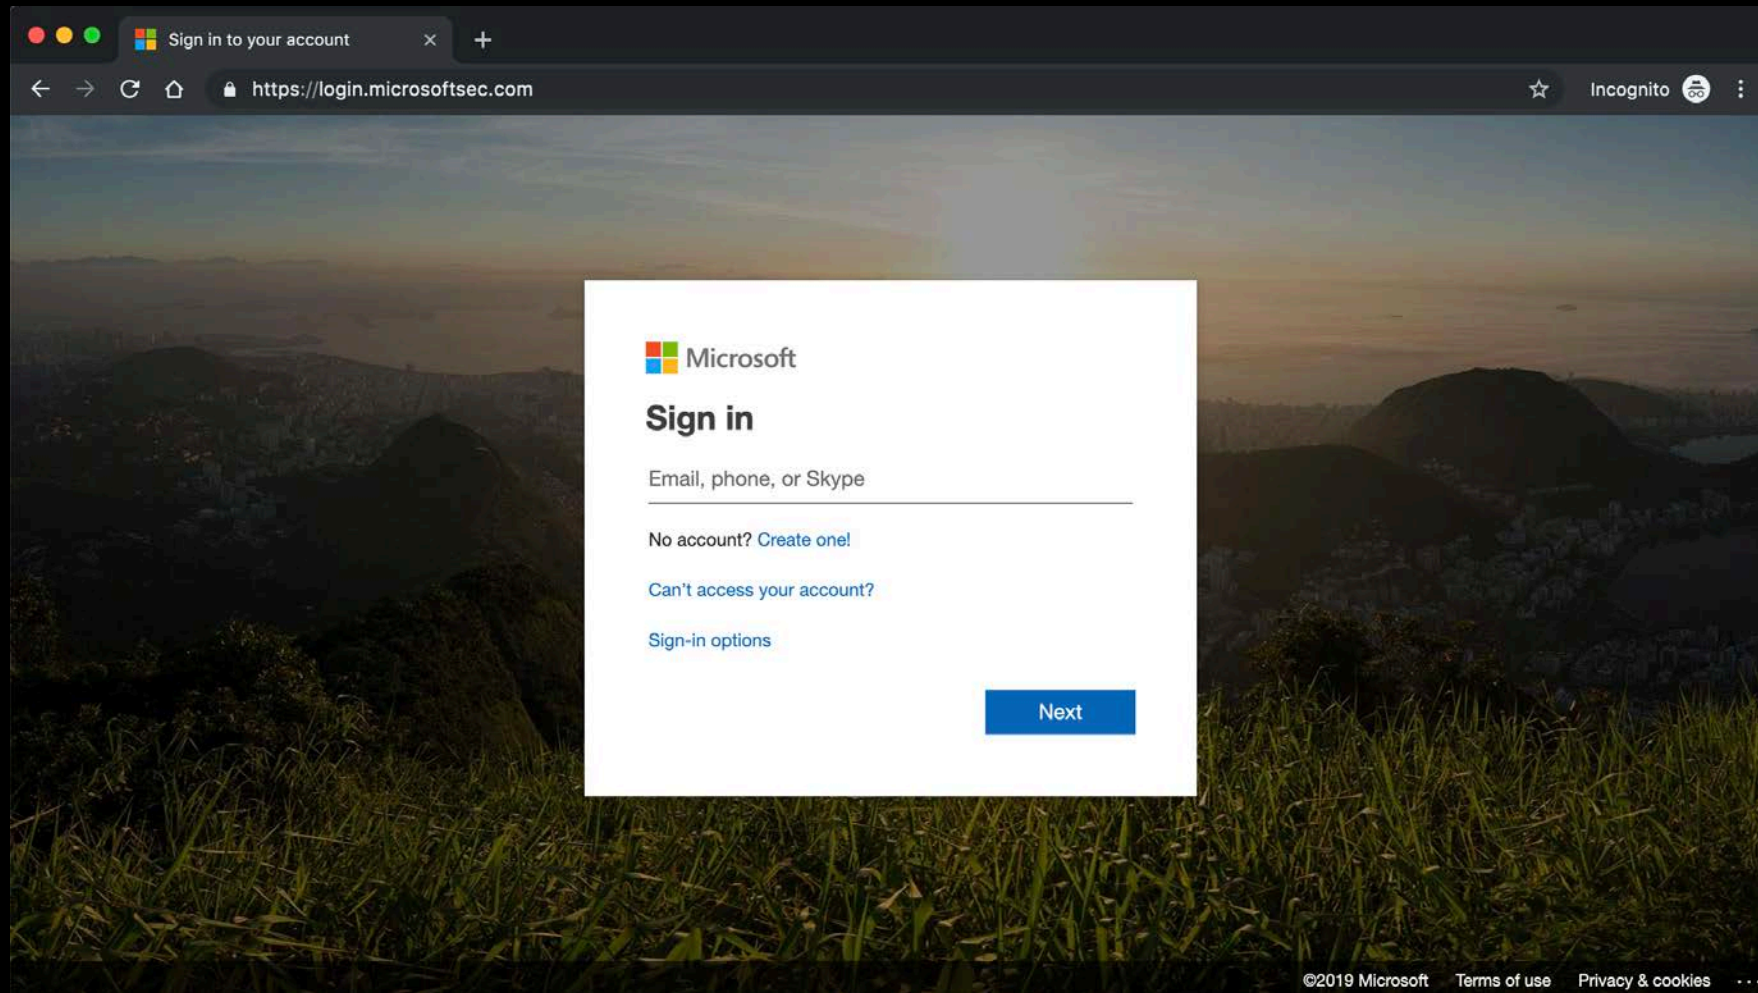 Sign in to your account
https://login.microsoftsec.com
Incognito
Microsoft
Sign in
Email, phone, or Skype
No account? Create one!
Can't access your account?
Sign-in options
Next
©2019 Microsoft Terms of use Privacy & cookies